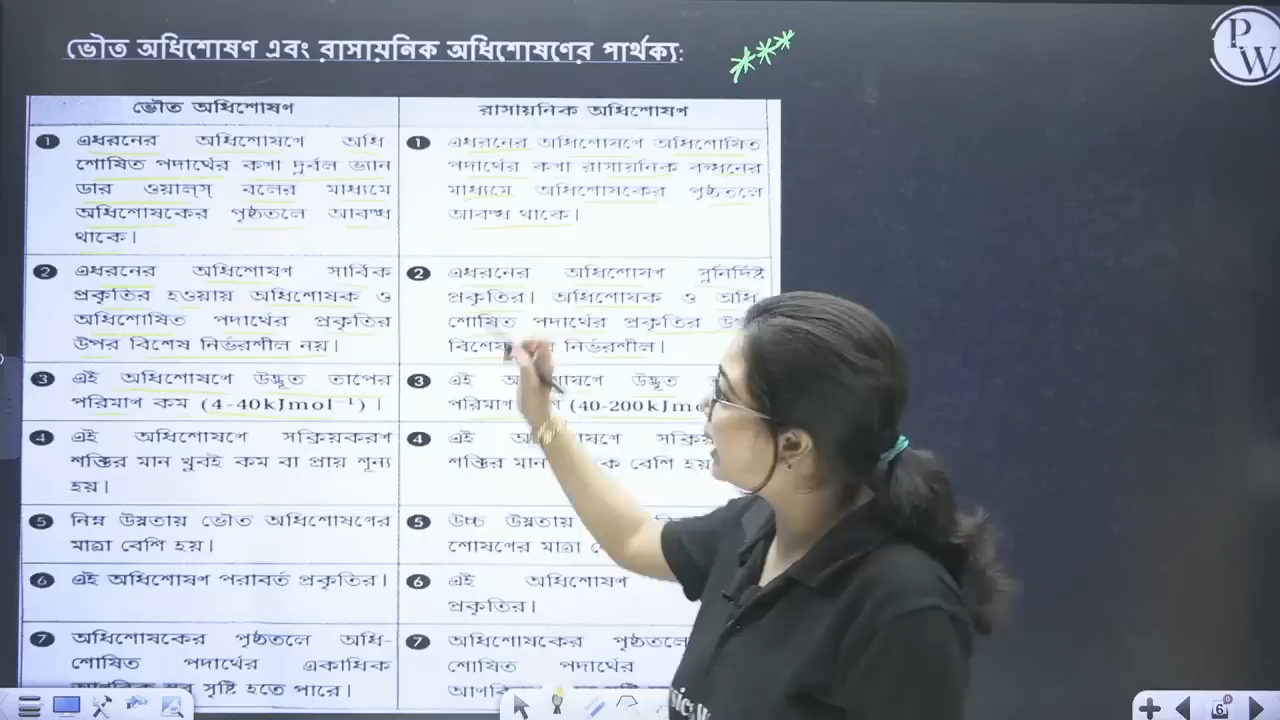 ভৌত অধিশোষণ এবং রাসায়নিক অধিশোষণের পার্থক্য:
PW
ভৌত অধিশোষণ
রাসায়নিক অধিশোষণ
1 এধরনের অধিশোষণে অধি-
শোষিত পদার্থের কণা দুর্বল ভ্যান
ডার ওয়াল্‌স্ বলের মাধ্যমে
অধিশোষকের পৃষ্ঠতলে আবদ্ধ
থাকে।
1 এধরনের অধিশোষণে অধিশোষিত
পদার্থের কণা রাসায়নিক বন্ধনের
মাধ্যমে অধিশোষকের পৃষ্ঠতলে
আবদ্ধ থাকে।
2 এধরনের অধিশোষণ সার্বিক
প্রকৃতির হওয়ায় অধিশোষক ও
অধিশোষিত পদার্থের প্রকৃতির
উপর বিশেষ নির্ভরশীল নয়।
2 এধরনের অধিশোষণ সুনির্দিষ্ট
প্রকৃতির। অধিশোষক ও অধি
শোষিত পদার্থের প্রকৃতির
নির্ভরশীল।
3 এই অধিশোষণে উদ্ভূত তাপের
পরিমাণ কম (4-40kJmol⁻¹)।
3 এই উদ্ভূত
পরিমাণ (40-200kJm
4 এই অধিশোষণে সক্রিয়করণ
শক্তির মান খুবই কম বা প্রায় শূন্য
হয়।
4 এই
শক্তির মান বেশি হয়
5 নিম্ন উষ্ণতায় ভৌত অধিশোষণের
মাত্রা বেশি হয়।
5 উচ্চ উষ্ণতায়
শোষণের মাত্রা
6 এই অধিশোষণ পরাবর্ত প্রকৃতির।
6 এই অধিশোষণ
প্রকৃতির।
7 অধিশোষকের পৃষ্ঠতলে অধি-
শোষিত পদার্থের একাধিক
আণবিক স্তর সৃষ্টি হতে পারে।
7 অধিশোষকের পৃষ্ঠতলে
শোষিত পদার্থের
6